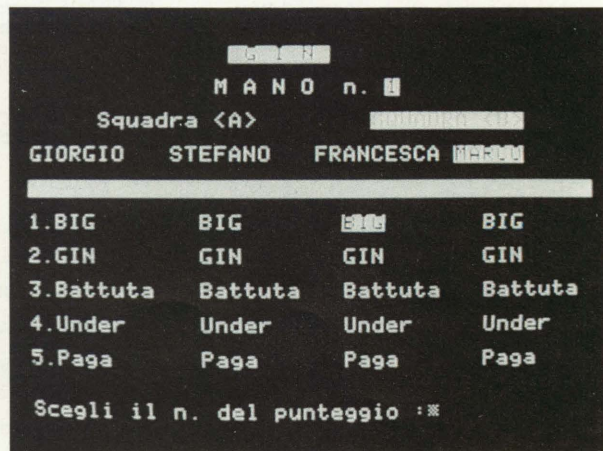 G I N
M A N O n. 1
Squadra <A> SQUADRA <B>
GIORGIO STEFANO FRANCESCA MARCO
1.BIG BIG BIG BIG
2.GIN GIN GIN GIN
3.Battuta Battuta Battuta Battuta
4.Under Under Under Under
5.Paga Paga Paga Paga
Scegli il n. del punteggio :※